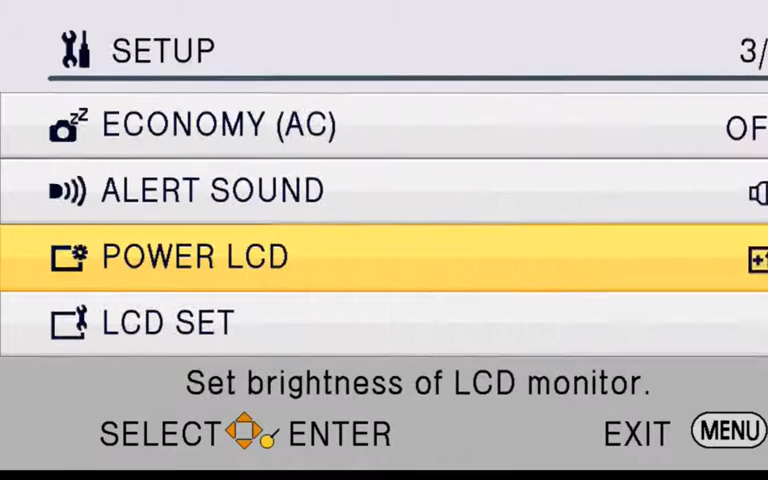 SETUP 3/
ECONOMY (AC) OF
ALERT SOUND
POWER LCD +1
LCD SET
Set brightness of LCD monitor.
SELECT ENTER EXIT MENU